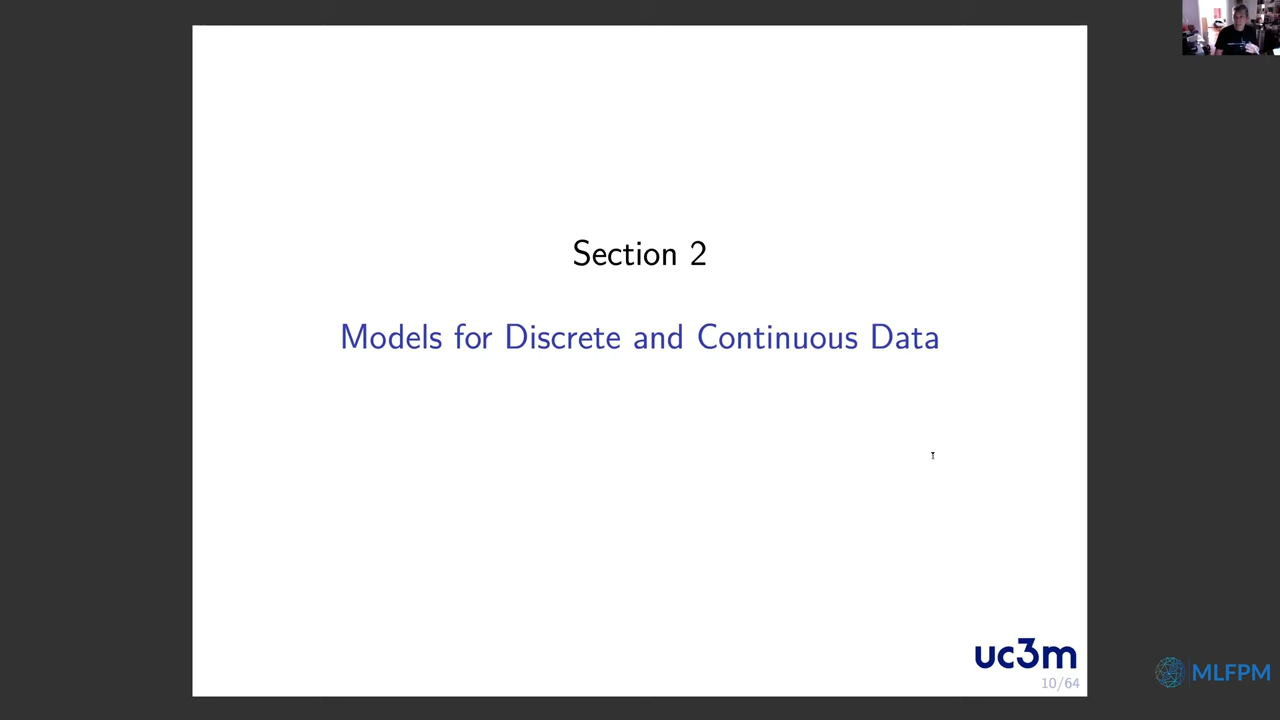 Section 2
Models for Discrete and Continuous Data
uc3m
10/64
MLFPM